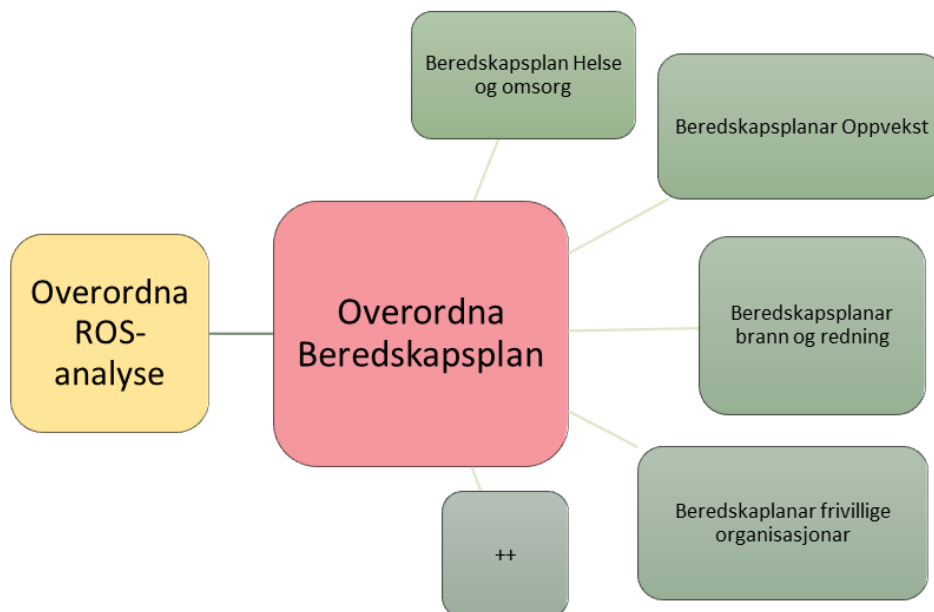 Beredskapsplan Helse
og omsorg
Beredskapsplanar Oppvekst
Overordna
ROS-
analyse
Overordna
Beredskapsplan
Beredskapsplanar
brann og redning
Beredskaplanar frivillige
organisasjonar
++